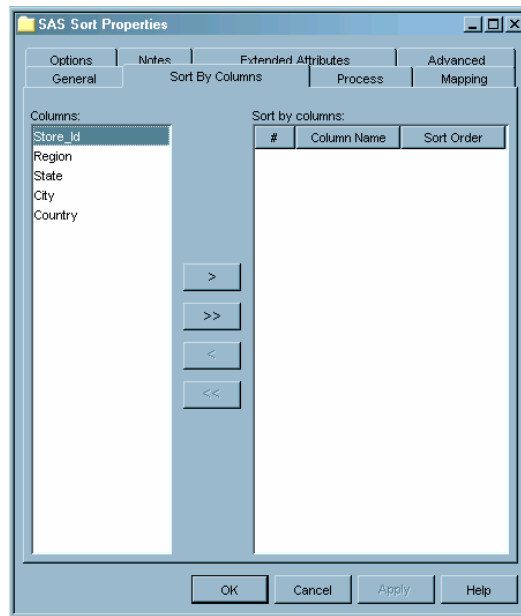 SAS Sort Properties
Options Notes Extended Attributes Advanced
General Sort By Columns Process Mapping
Columns:
Store_Id
Region
State
City
Country
>
>>
<
<<
Sort by columns:
# Column Name Sort Order
OK Cancel Apply Help